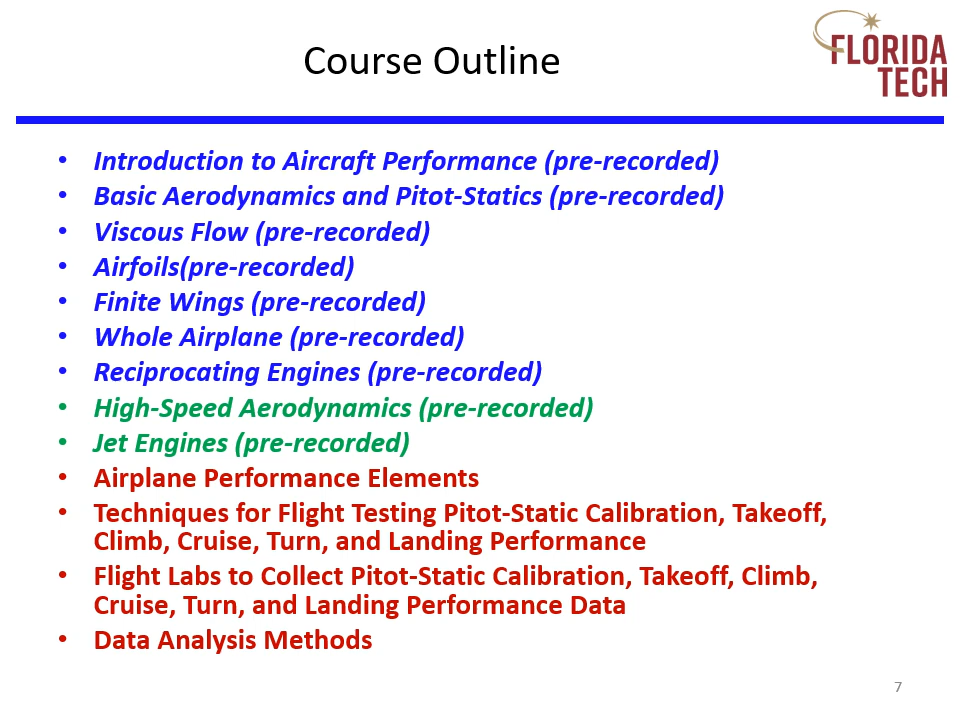 Course Outline
FLORIDA
TECH
• Introduction to Aircraft Performance (pre-recorded)
• Basic Aerodynamics and Pitot-Statics (pre-recorded)
• Viscous Flow (pre-recorded)
• Airfoils(pre-recorded)
• Finite Wings (pre-recorded)
• Whole Airplane (pre-recorded)
• Reciprocating Engines (pre-recorded)
• High-Speed Aerodynamics (pre-recorded)
• Jet Engines (pre-recorded)
• Airplane Performance Elements
• Techniques for Flight Testing Pitot-Static Calibration, Takeoff,
Climb, Cruise, Turn, and Landing Performance
• Flight Labs to Collect Pitot-Static Calibration, Takeoff, Climb,
Cruise, Turn, and Landing Performance Data
• Data Analysis Methods
7